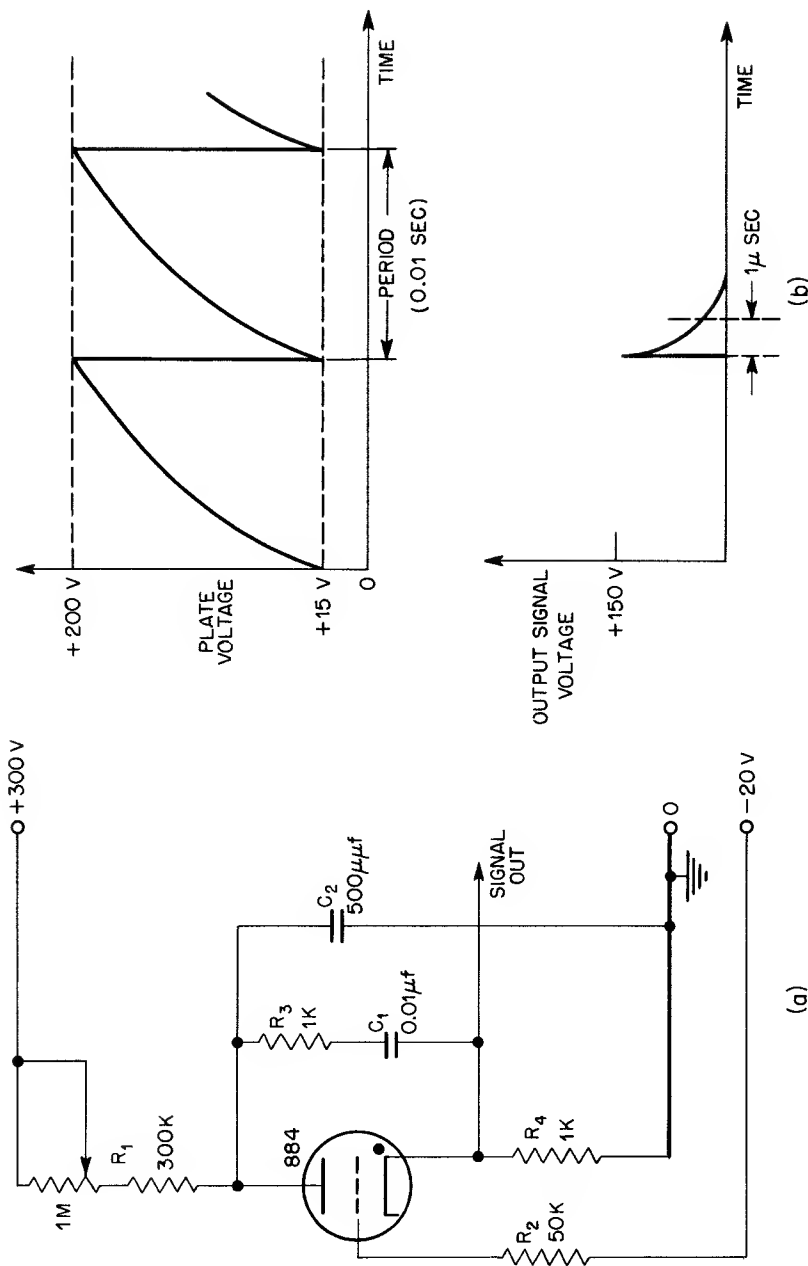 +300 V
1M
R1
300K
884
R3
1K
C1
0.01μf
C2
500μμf
SIGNAL
OUT
R4
1K
R2
50K
0
−20V
(a)
+200 V
PLATE
VOLTAGE
+15 V
0
TIME
PERIOD
(0.01 SEC)
OUTPUT SIGNAL
VOLTAGE
+150 V
TIME
1μ SEC
(b)